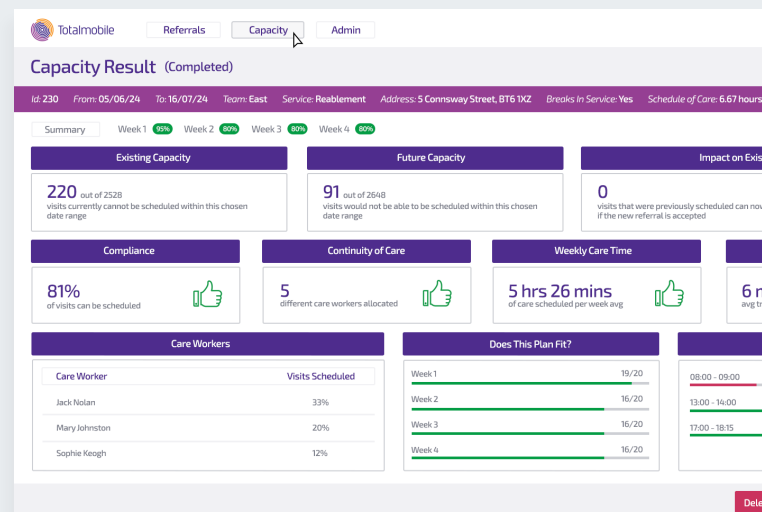 Totalmobile
Referrals
Capacity
Admin
Capacity Result (Completed)
Id: 230 From: 05/06/24 To: 16/07/24 Team: East Service: Reablement Address: 5 Connsway Street, BT6 1XZ Breaks In Service: Yes Schedule of Care: 6.67 hours
Summary Week 1 95% Week 2 80% Week 3 80% Week 4 80%
Existing Capacity
220 out of 2528
visits currently cannot be scheduled within this chosen
date range
Future Capacity
91 out of 2648
visits would not be able to be scheduled within this chosen
date range
Impact on Exis
0
visits that were previously scheduled can nov
if the new referral is accepted
Compliance
81%
of visits can be scheduled
Continuity of Care
5
different care workers allocated
Weekly Care Time
5 hrs 26 mins
of care scheduled per week avg
6 r
avg tr
Care Workers
Care Worker Visits Scheduled
Jack Nolan 33%
Mary Johnston 20%
Sophie Keogh 12%
Does This Plan Fit?
Week 1 19/20
Week 2 16/20
Week 3 16/20
Week 4 16/20
08:00 - 09:00
13:00 - 14:00
17:00 - 18:15
Dele